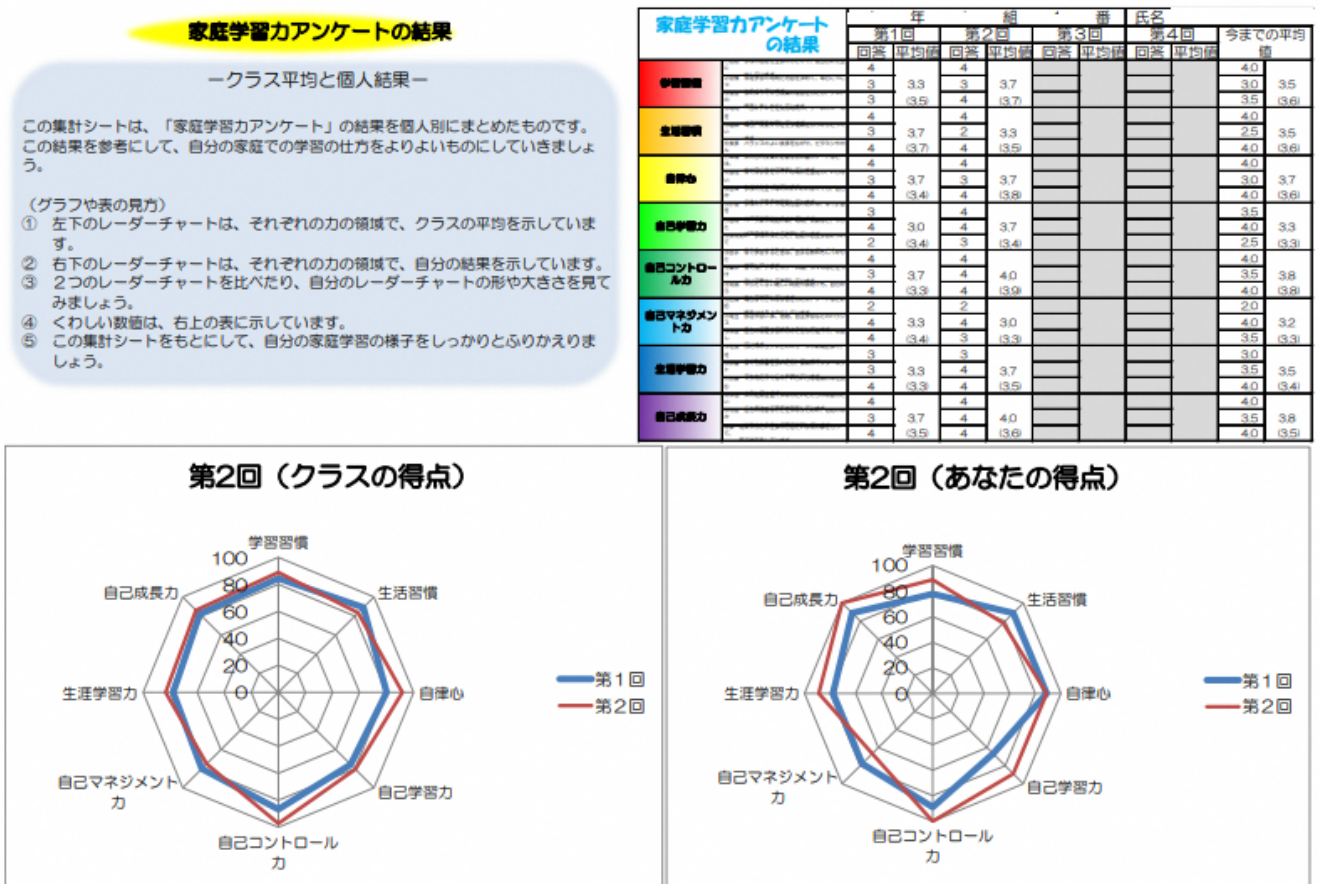 家庭学習力アンケートの結果
ークラス平均と個人結果ー
この集計シートは、「家庭学習力アンケート」の結果を個人別にまとめたものです。
この結果を参考にして、自分の家庭での学習の仕方をよりよいものにしていきましょ
う。
（グラフや表の見方）
① 左下のレーダーチャートは、それぞれの力の領域で、クラスの平均を示していま
す。
② 右下のレーダーチャートは、それぞれの力の領域で、自分の結果を示しています。
③ ２つのレーダーチャートを比べたり、自分のレーダーチャートの形や大きさを見て
みましょう。
④ くわしい数値は、右上の表に示しています。
⑤ この集計シートをもとにして、自分の家庭学習の様子をしっかりとふりかえりま
しょう。
家庭学習力アンケート
の結果
年 組 番 氏名
第1回 第2回 第3回 第4回 今までの平均
値
回答 平均値 回答 平均値 回答 平均値 回答 平均値
学習習慣
4 4 4.0
3 3.3 3 3.7 3.0 3.5
3 (3.5) 4 (3.7) 3.5 (3.6)
生活習慣
4 4 4.0
3 3.7 2 3.3 2.5 3.5
4 (3.7) 4 (3.5) 4.0 (3.6)
自律心
4 4 4.0
3 3.7 3 3.7 3.0 3.7
4 (3.4) 4 (3.8) 4.0 (3.6)
自己学習力
3 4 3.5
4 3.0 4 3.7 4.0 3.3
2 (3.4) 3 (3.4) 2.5 (3.3)
自己コントロー
ル力
4 4 4.0
3 3.7 4 4.0 3.5 3.8
4 (3.3) 4 (3.9) 4.0 (3.8)
自己マネジメン
ト力
2 2 2.0
4 3.3 4 3.0 4.0 3.2
4 (3.4) 3 (3.3) 3.5 (3.3)
生涯学習力
3 3 3.0
3 3.3 4 3.7 3.5 3.5
4 (3.3) 4 (3.5) 4.0 (3.4)
自己成長力
4 4 4.0
3 3.7 4 4.0 3.5 3.8
4 (3.5) 4 (3.6) 4.0 (3.5)
第2回（クラスの得点）
学習習慣
生活習慣
自律心
自己学習力
自己コントロール
力
自己マネジメント
力
生涯学習力
自己成長力
100
80
60
40
20
0
第１回
第２回
第2回（あなたの得点）
学習習慣
生活習慣
自律心
自己学習力
自己コントロール
力
自己マネジメント
力
生涯学習力
自己成長力
100
80
60
40
20
0
第１回
第２回